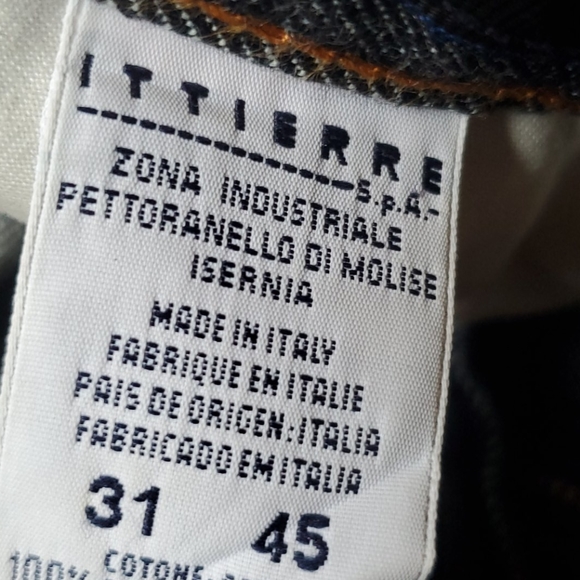 ITTIERRE
S.p.A.-
ZONA INDUSTRIALE
PETTORANELLO DI MOLISE
ISERNIA
MADE IN ITALY
FABRIQUE EN ITALIE
PAIS DE ORIGEN:ITALIA
FABRICADO EM ITALIA
31 45
100% COTONE